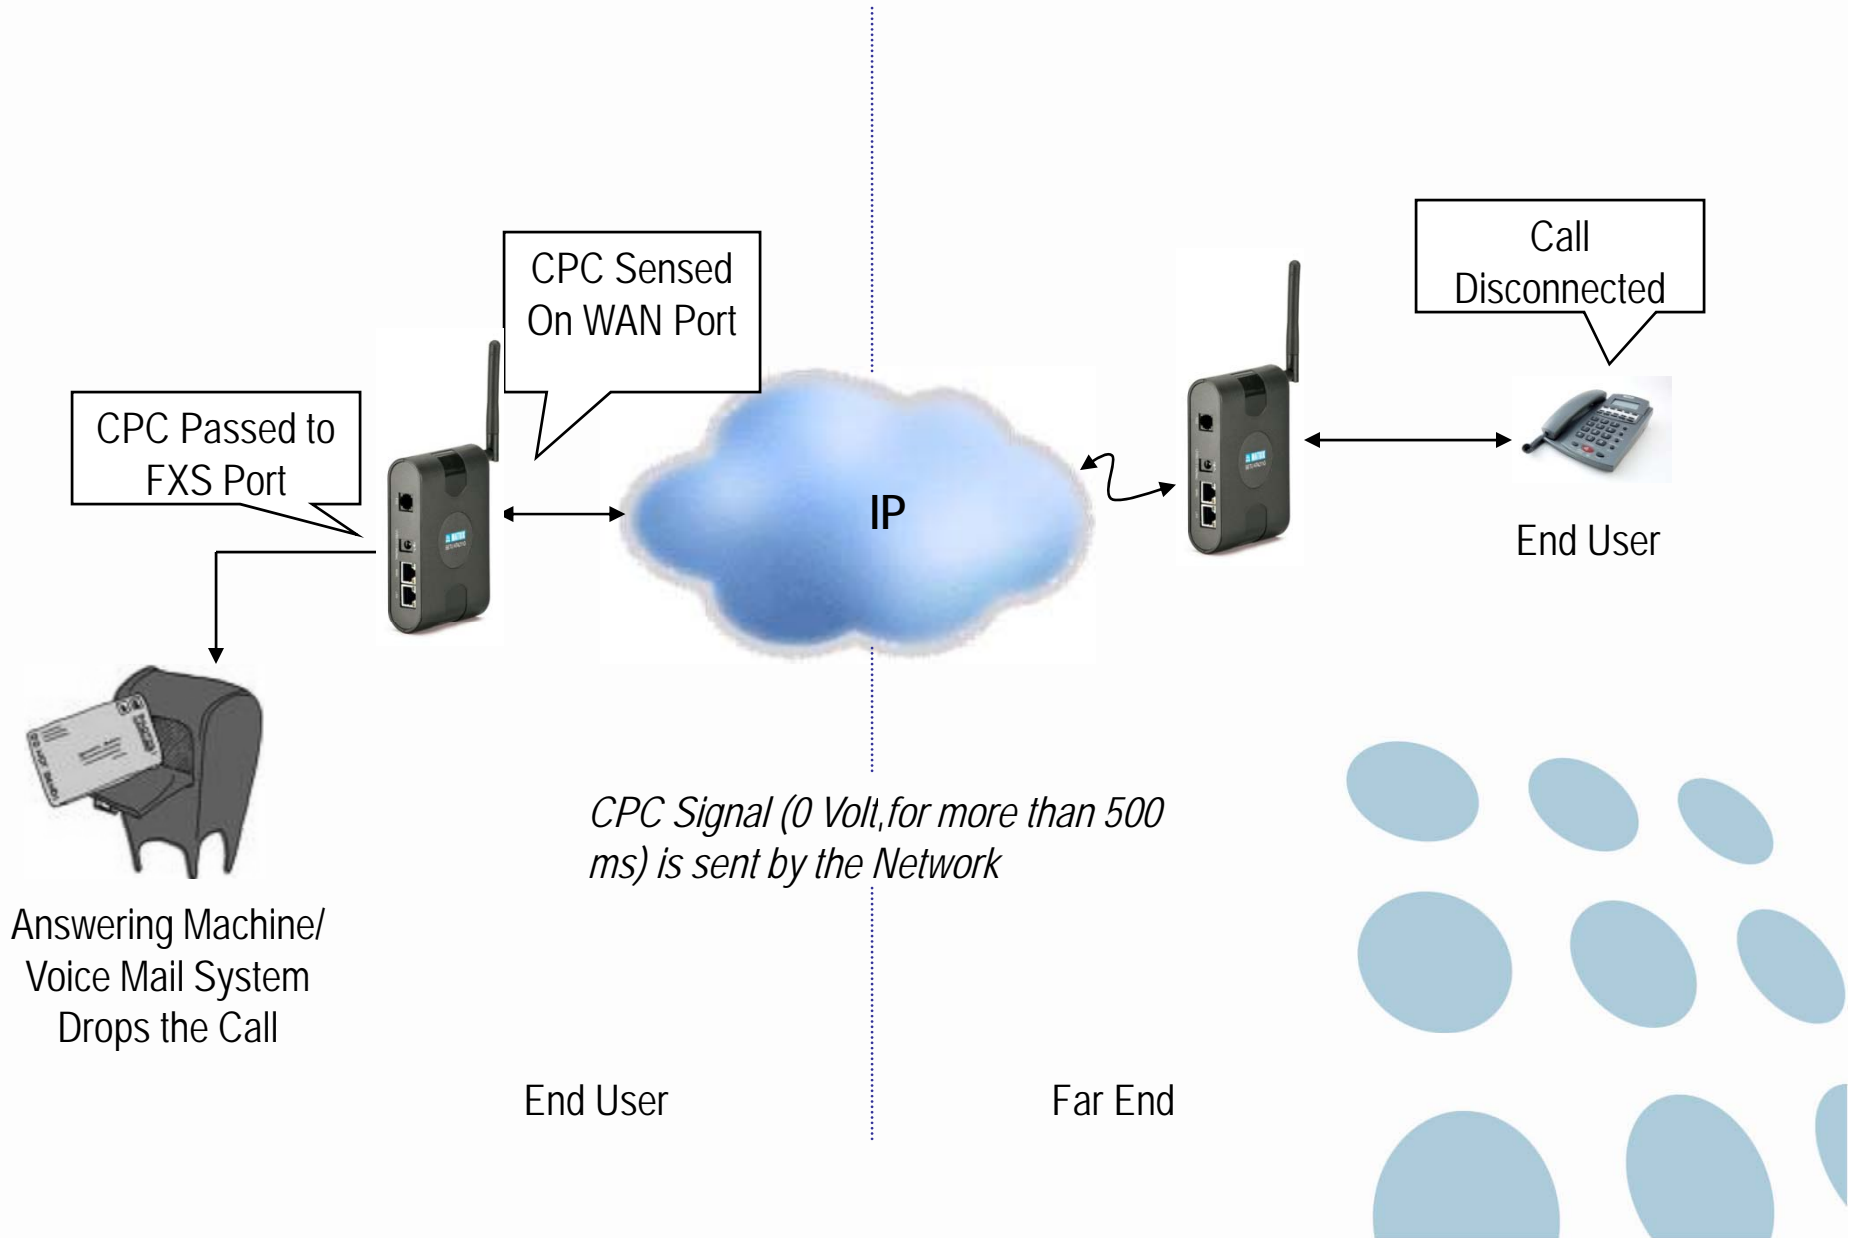 Call
Disconnected
CPC Sensed
On WAN Port
CPC Passed to
FXS Port
IP
End User
MATRIX
CPC Signal (0 Volt,for more than 500
ms) is sent by the Network
Answering Machine/
Voice Mail System
Drops the Call
End User
Far End